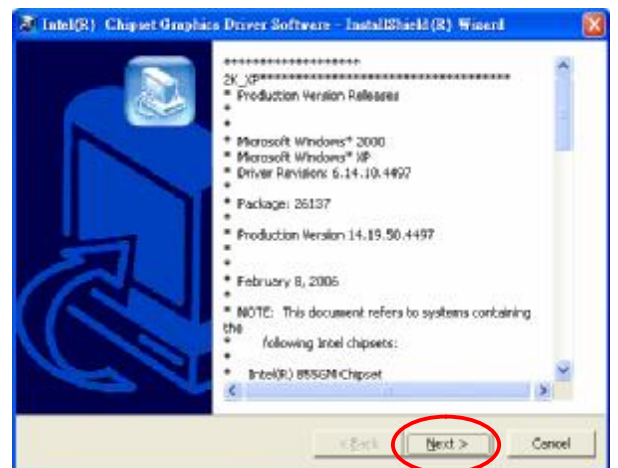 Intel(R) Chipset Graphics Driver Software - InstallShield(R) Wizard
********************
2K_XP*************************************
* Production Version Releases
*
*
* Microsoft Windows* 2000
* Microsoft Windows* XP
* Driver Revision: 6.14.10.4497
*
* Package: 26137
*
* Production Version 14.19.50.4497
*
*
* February 8, 2006
*
* NOTE: This document refers to systems containing
the
* following Intel chipsets:
*
* Intel(R) 855GM Chipset
< Back
Next >
Cancel